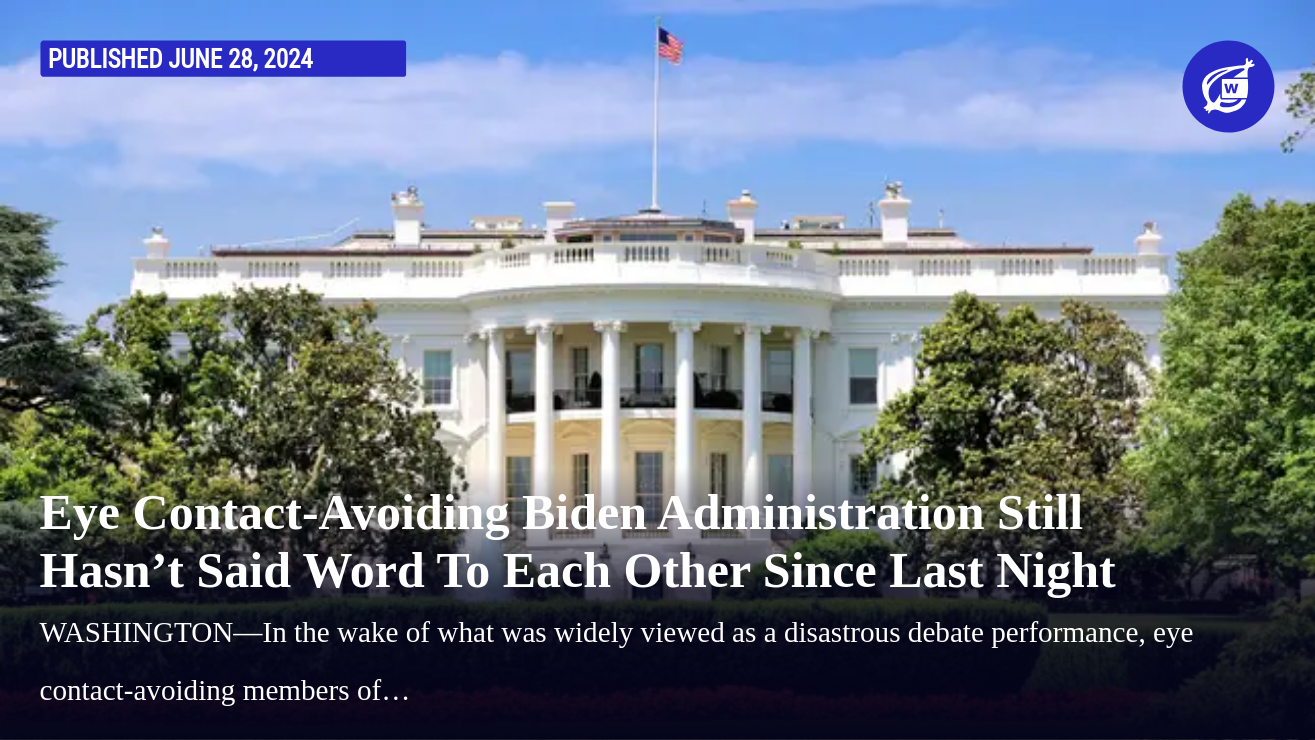 PUBLISHED JUNE 28, 2024
W
Eye Contact-Avoiding Biden Administration Still
Hasn’t Said Word To Each Other Since Last Night
WASHINGTON—In the wake of what was widely viewed as a disastrous debate performance, eye
contact-avoiding members of…